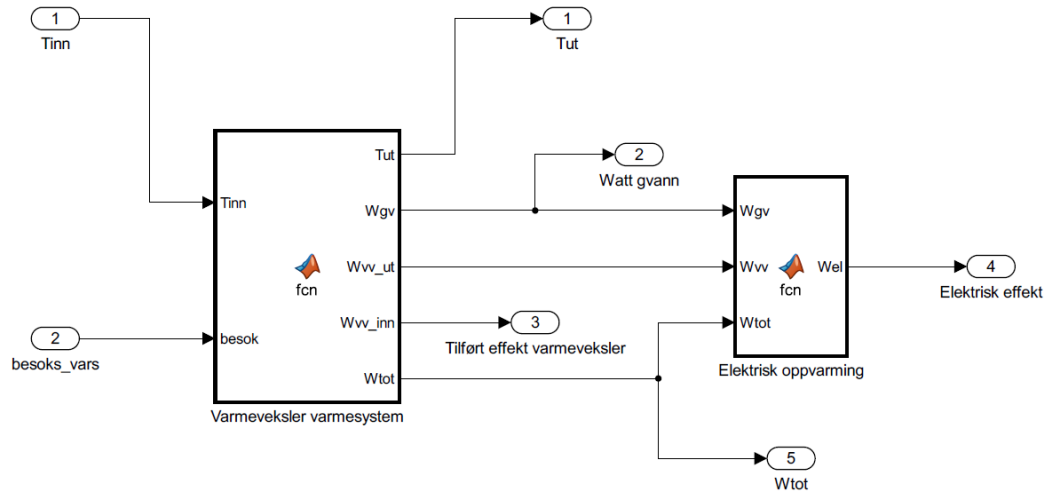 1
Tinn
1
Tut
Tut
2
Watt gvann
Tinn
Wgv
Wgv
fcn
Wvv_ut
Wvv
fcn
Wel
4
Elektrisk effekt
2
besoks_vars
besok
Wvv_inn
3
Tilført effekt varmeveksler
Wtot
Wtot
Elektrisk oppvarming
Varmeveksler varmesystem
5
Wtot